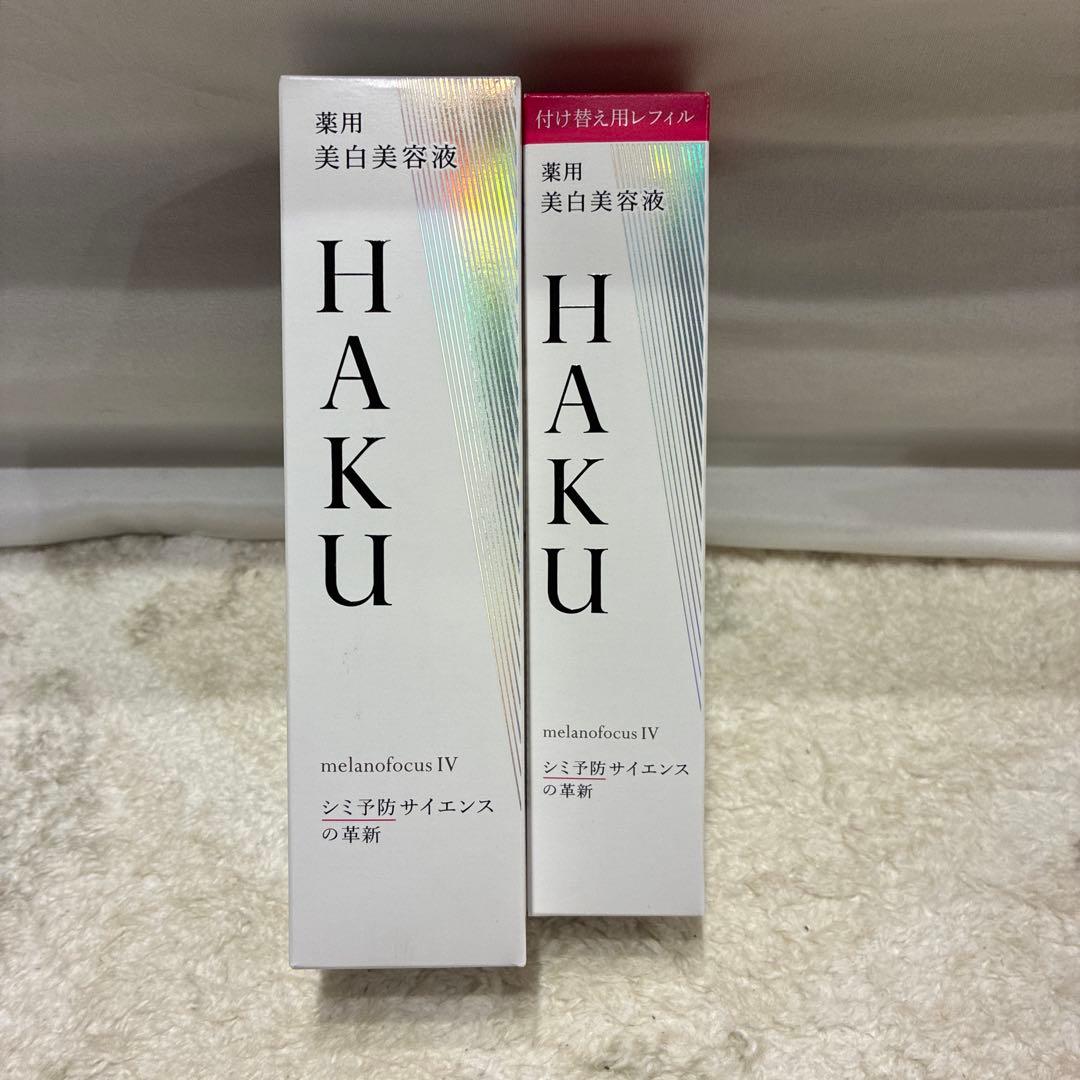 薬用
美白美容液
HAKU
melanofocus IV
シミ予防サイエンス
の革新
付け替え用レフィル
薬用
美白美容液
HAKU
melanofocus IV
シミ予防サイエンス
の革新